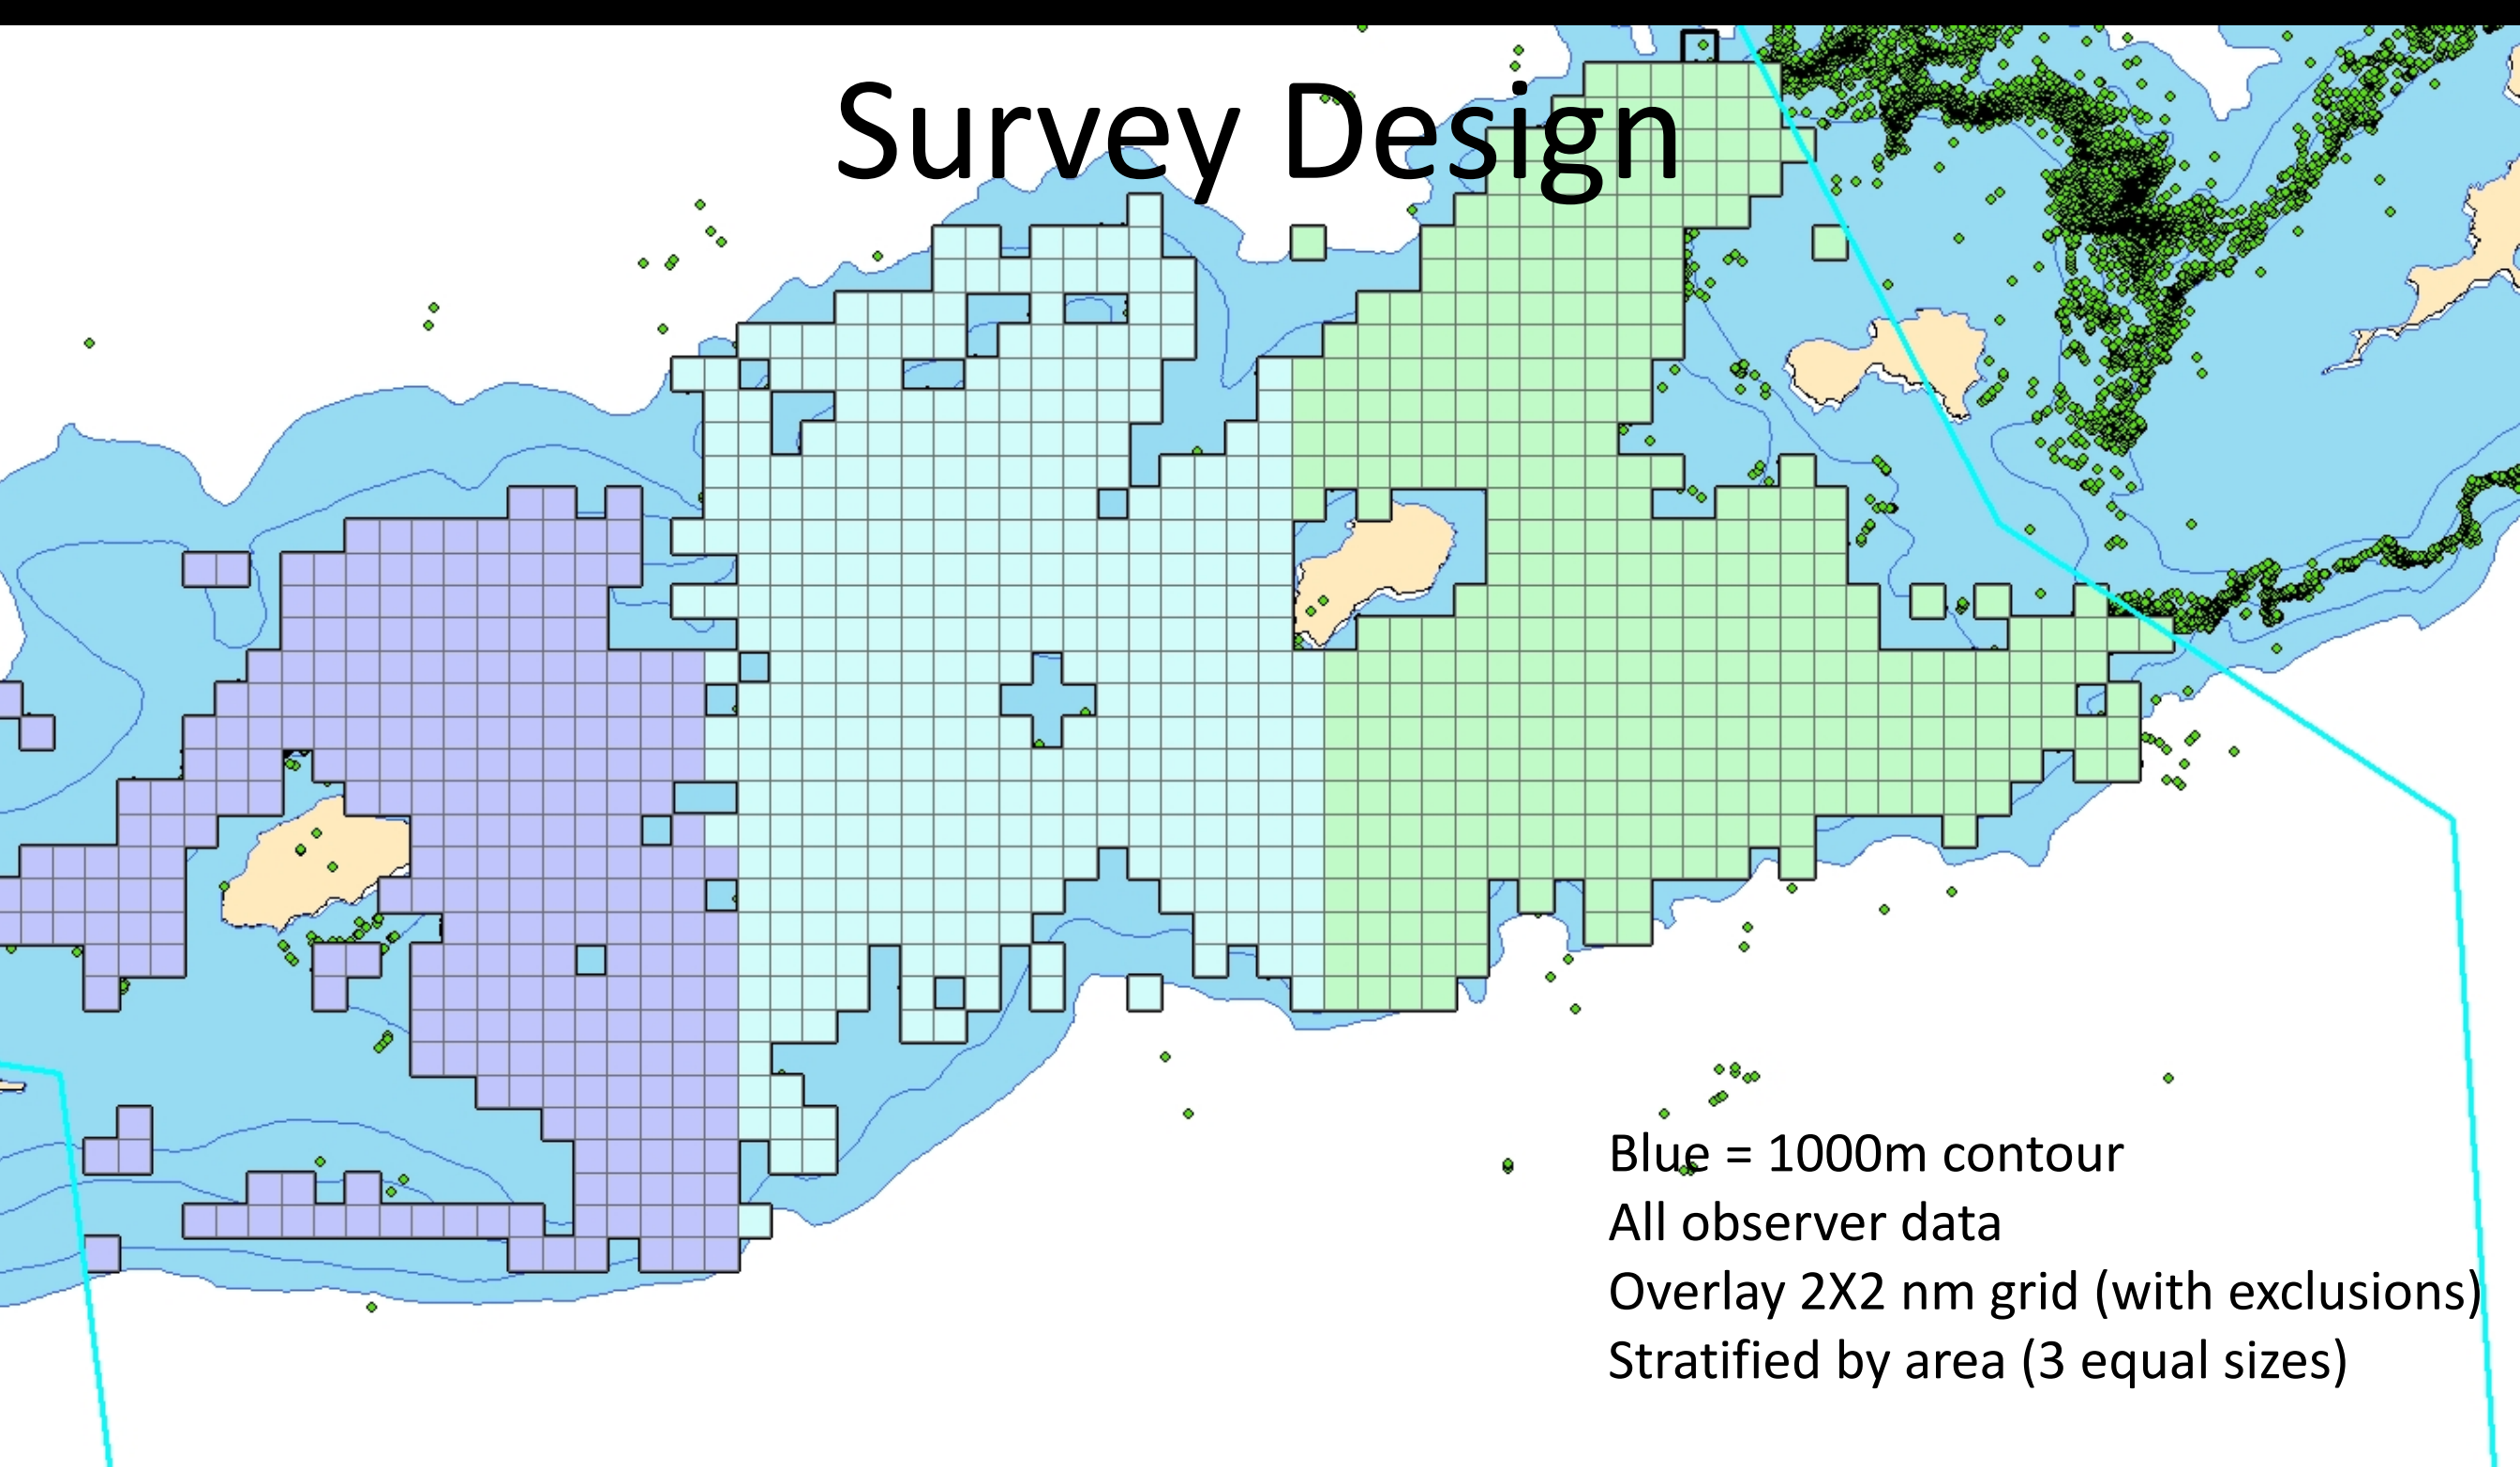 Survey Design
Blue = 1000m contour
All observer data
Overlay 2X2 nm grid (with exclusions)
Stratified by area (3 equal sizes)